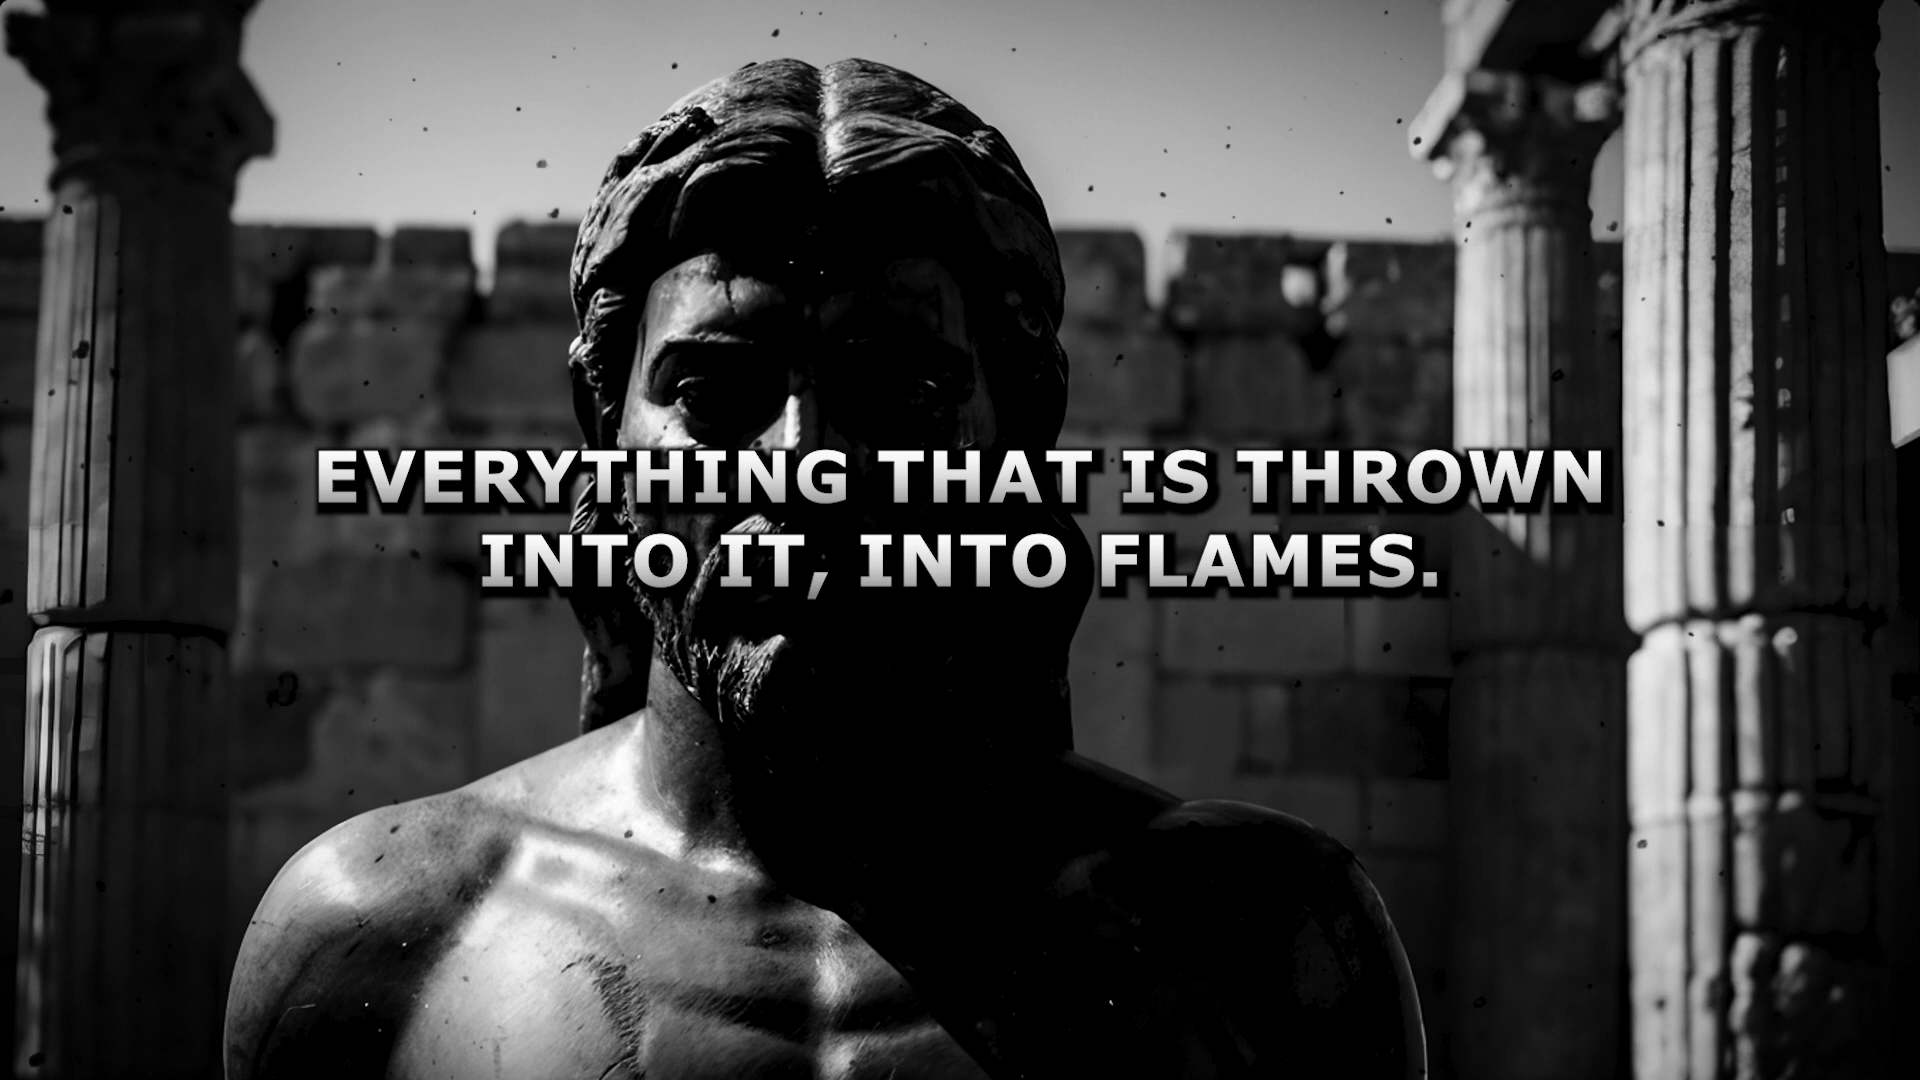 EVERYTHING THAT IS THROWN
INTO IT, INTO FLAMES.